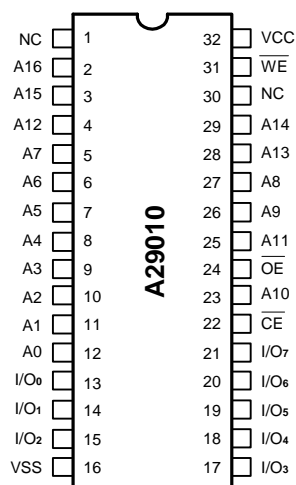 NC 1 32 VCC
A16 2 31 WE
A15 3 30 NC
A12 4 29 A14
A7 5 28 A13
A6 6 27 A8
A5 7 26 A9
A4 8 25 A11
A3 9 24 OE
A2 10 23 A10
A1 11 22 CE
A0 12 21 I/O7
I/O0 13 20 I/O6
I/O1 14 19 I/O5
I/O2 15 18 I/O4
VSS 16 17 I/O3
A29010